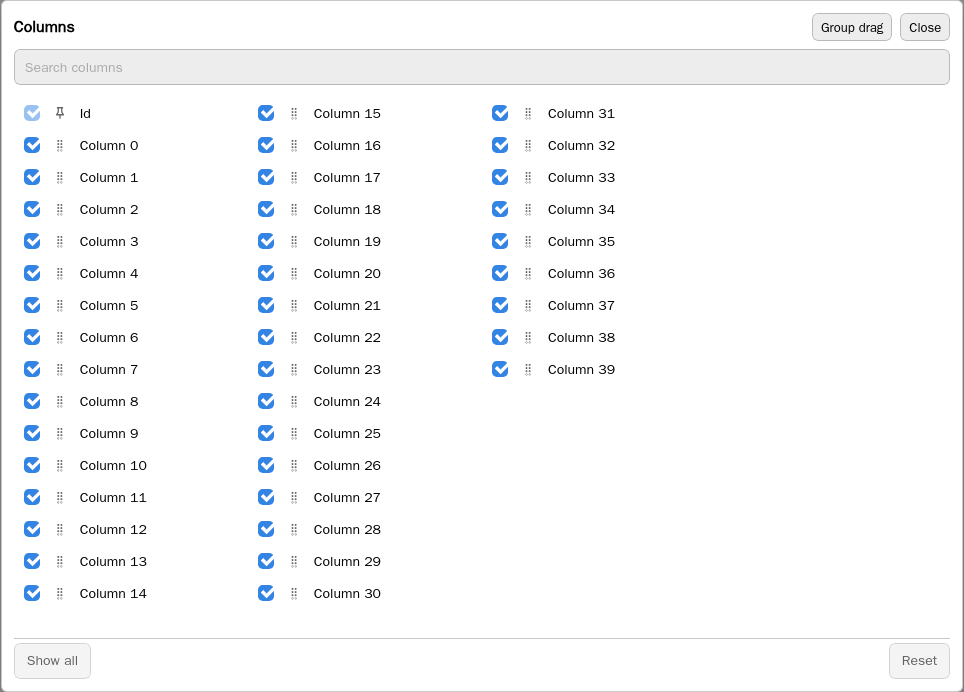 Columns
Group drag
Close
Search columns
Id
Column 0
Column 1
Column 2
Column 3
Column 4
Column 5
Column 6
Column 7
Column 8
Column 9
Column 10
Column 11
Column 12
Column 13
Column 14
Column 15
Column 16
Column 17
Column 18
Column 19
Column 20
Column 21
Column 22
Column 23
Column 24
Column 25
Column 26
Column 27
Column 28
Column 29
Column 30
Column 31
Column 32
Column 33
Column 34
Column 35
Column 36
Column 37
Column 38
Column 39
Show all
Reset